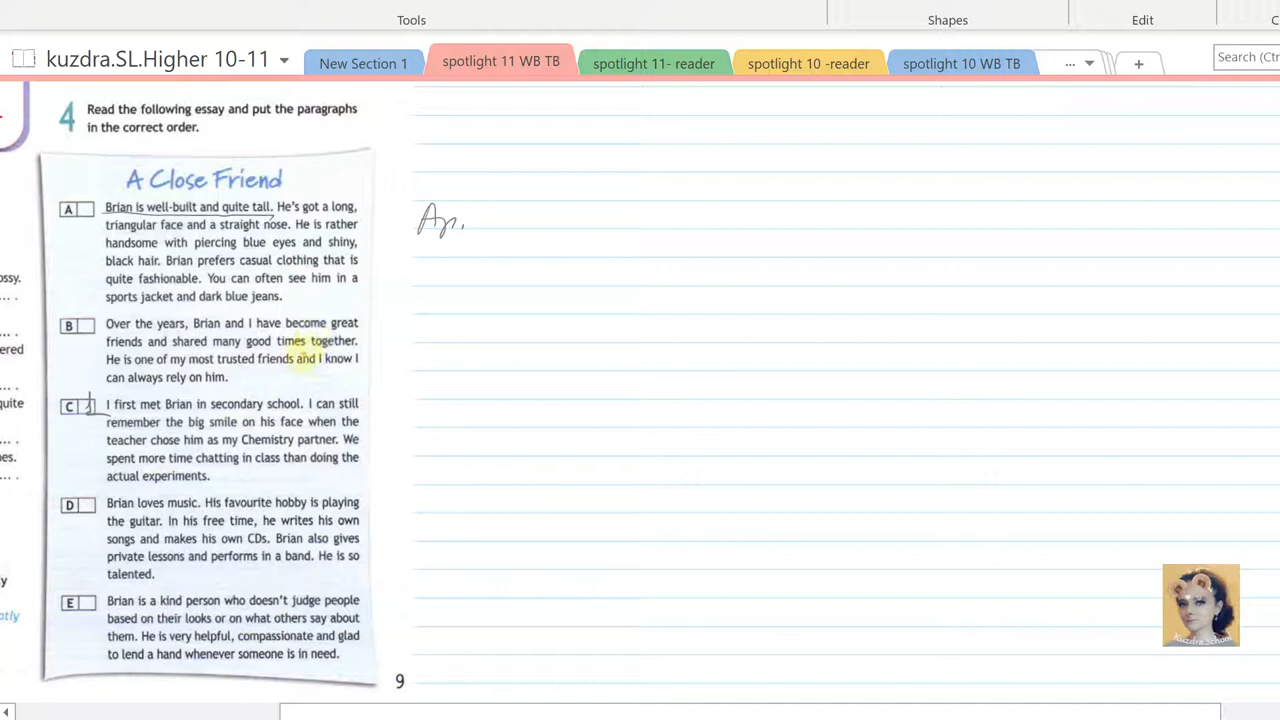 Tools
Shapes
Edit
kuzdra.SL.Higher 10-11
New Section 1
spotlight 11 WB TB
spotlight 11- reader
spotlight 10 -reader
spotlight 10 WB TB
...
+
Search (Ctr
4 Read the following essay and put the paragraphs
in the correct order.
A Close Friend
A Brian is well-built and quite tall. He's got a long,
triangular face and a straight nose. He is rather
handsome with piercing blue eyes and shiny,
black hair. Brian prefers casual clothing that is
quite fashionable. You can often see him in a
sports jacket and dark blue jeans.
B Over the years, Brian and I have become great
friends and shared many good times together.
He is one of my most trusted friends and I know I
can always rely on him.
C 1 I first met Brian in secondary school. I can still
remember the big smile on his face when the
teacher chose him as my Chemistry partner. We
spent more time chatting in class than doing the
actual experiments.
D Brian loves music. His favourite hobby is playing
the guitar. In his free time, he writes his own
songs and makes his own CDs. Brian also gives
private lessons and performs in a band. He is so
talented.
E Brian is a kind person who doesn't judge people
based on their looks or on what others say about
them. He is very helpful, compassionate and glad
to lend a hand whenever someone is in need.
9
ossy.
... .
... .
ered
... .
quite
... .
nes.
... .
y
atly
Kuzdra.School